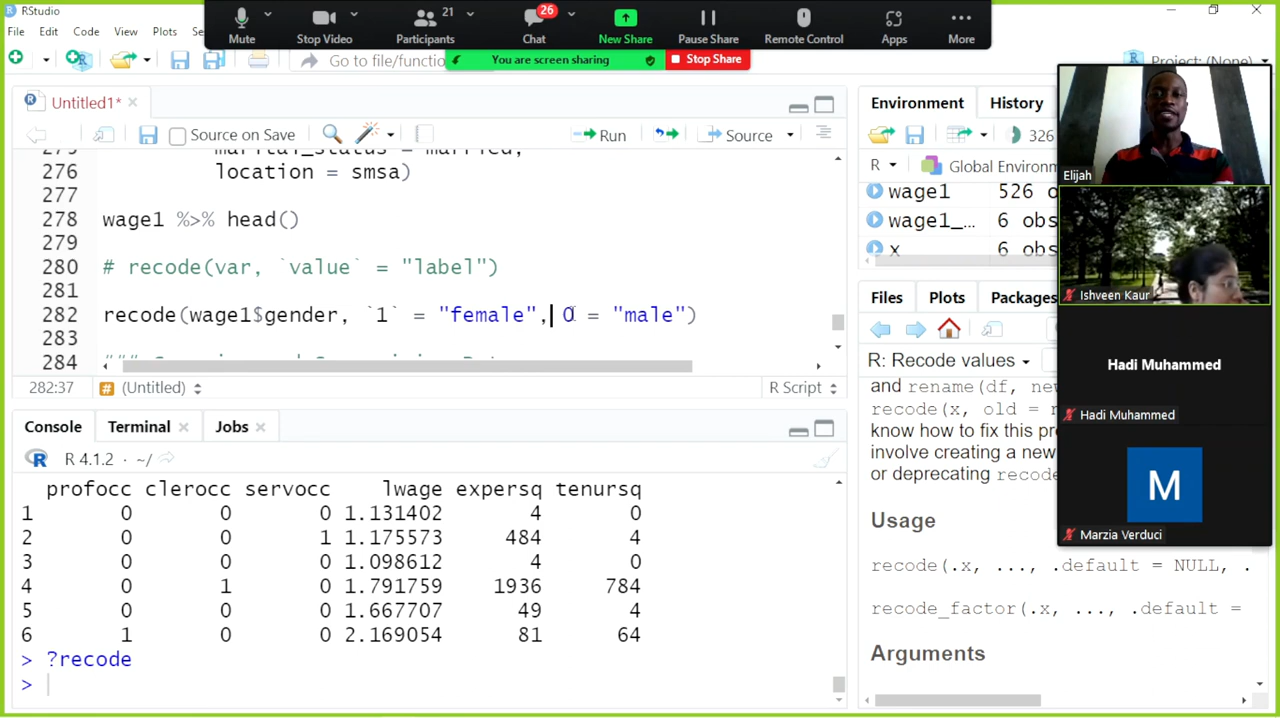 RStudio
File Edit Code View Plots
Mute
Stop Video
21
Participants
26
Chat
New Share
Pause Share
Remote Control
Apps
More
You are screen sharing
Stop Share
Go to file/functio
Project: (None)
Untitled1*
Source on Save
Run
Source
276 location = smsa)
277
278 wage1 %>% head()
279
280 # recode(var, `value` = "label")
281
282 recode(wage1$gender, `1` = "female", 0 = "male")
283
284
282:37
(Untitled)
R Script
Console
Terminal
Jobs
R 4.1.2 · ~/
profocc clerocc servocc lwage expersq tenursq
1 0 0 0 1.131402 4 0
2 0 0 1 1.175573 484 4
3 0 0 0 1.098612 4 0
4 0 1 0 1.791759 1936 784
5 0 0 0 1.667707 49 4
6 1 0 0 2.169054 81 64
> ?recode
>
Environment
History
326
R
Global Environm
wage1 526 o
wage1_... 6 obs
x 6 obs
Files
Plots
Packages
R: Recode values
and rename(df, new
recode(x, old = n
know how to fix this pro
involve creating a new
or deprecating recode
Usage
recode(.x, ..., .default = NULL, .
recode_factor(.x, ..., .default =
Arguments
Elijah
Ishveen Kaur
Hadi Muhammed
Hadi Muhammed
M
Marzia Verduci